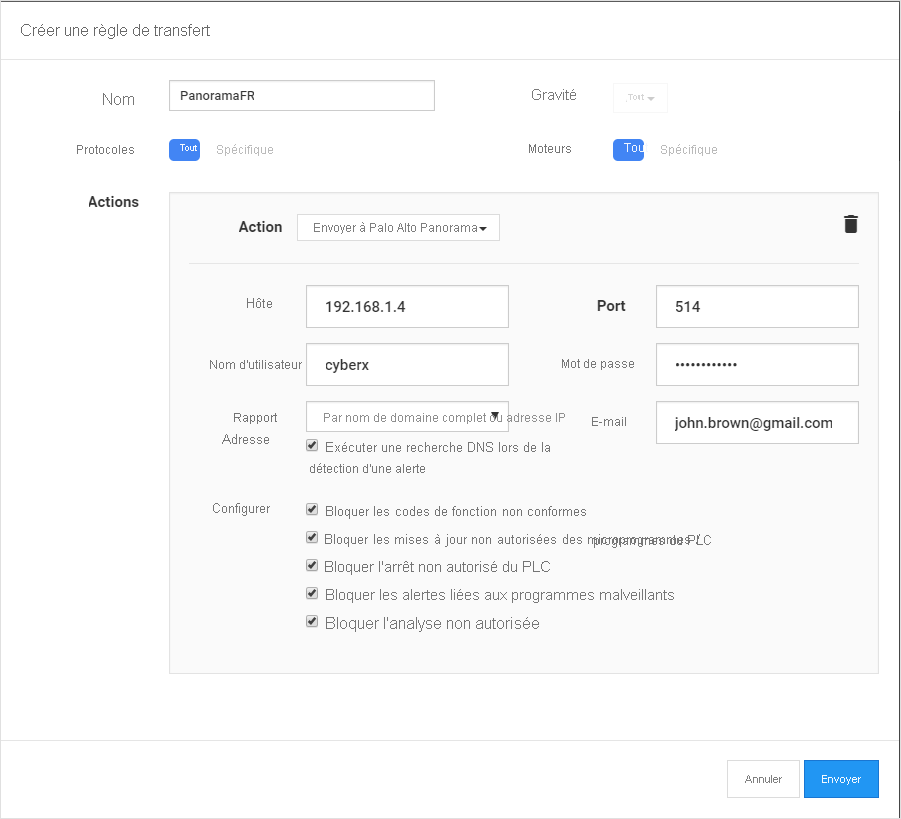 Créer une règle de transfert
Nom PanoramaFR Gravité Tout
Protocoles Tout Spécifique Moteurs Tou Spécifique
Actions
Action Envoyer à Palo Alto Panorama
Hôte 192.168.1.4 Port 514
Nom d'utilisateur cyberx Mot de passe ••••••••••••
Rapport Par nom de domaine complet ou adresse IP E-mail john.brown@gmail.com
Adresse
Exécuter une recherche DNS lors de la
détection d'une alerte
Configurer Bloquer les codes de fonction non conformes
Bloquer les mises à jour non autorisées des microprogrammes /
programmes du PLC
Bloquer l'arrêt non autorisé du PLC
Bloquer les alertes liées aux programmes malveillants
Bloquer l'analyse non autorisée
Annuler Envoyer